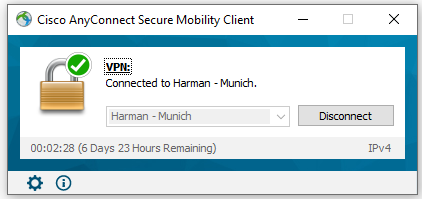 Cisco AnyConnect Secure Mobility Client
VPN:
Connected to Harman - Munich.
Harman - Munich
Disconnect
00:02:28 (6 Days 23 Hours Remaining)
IPv4